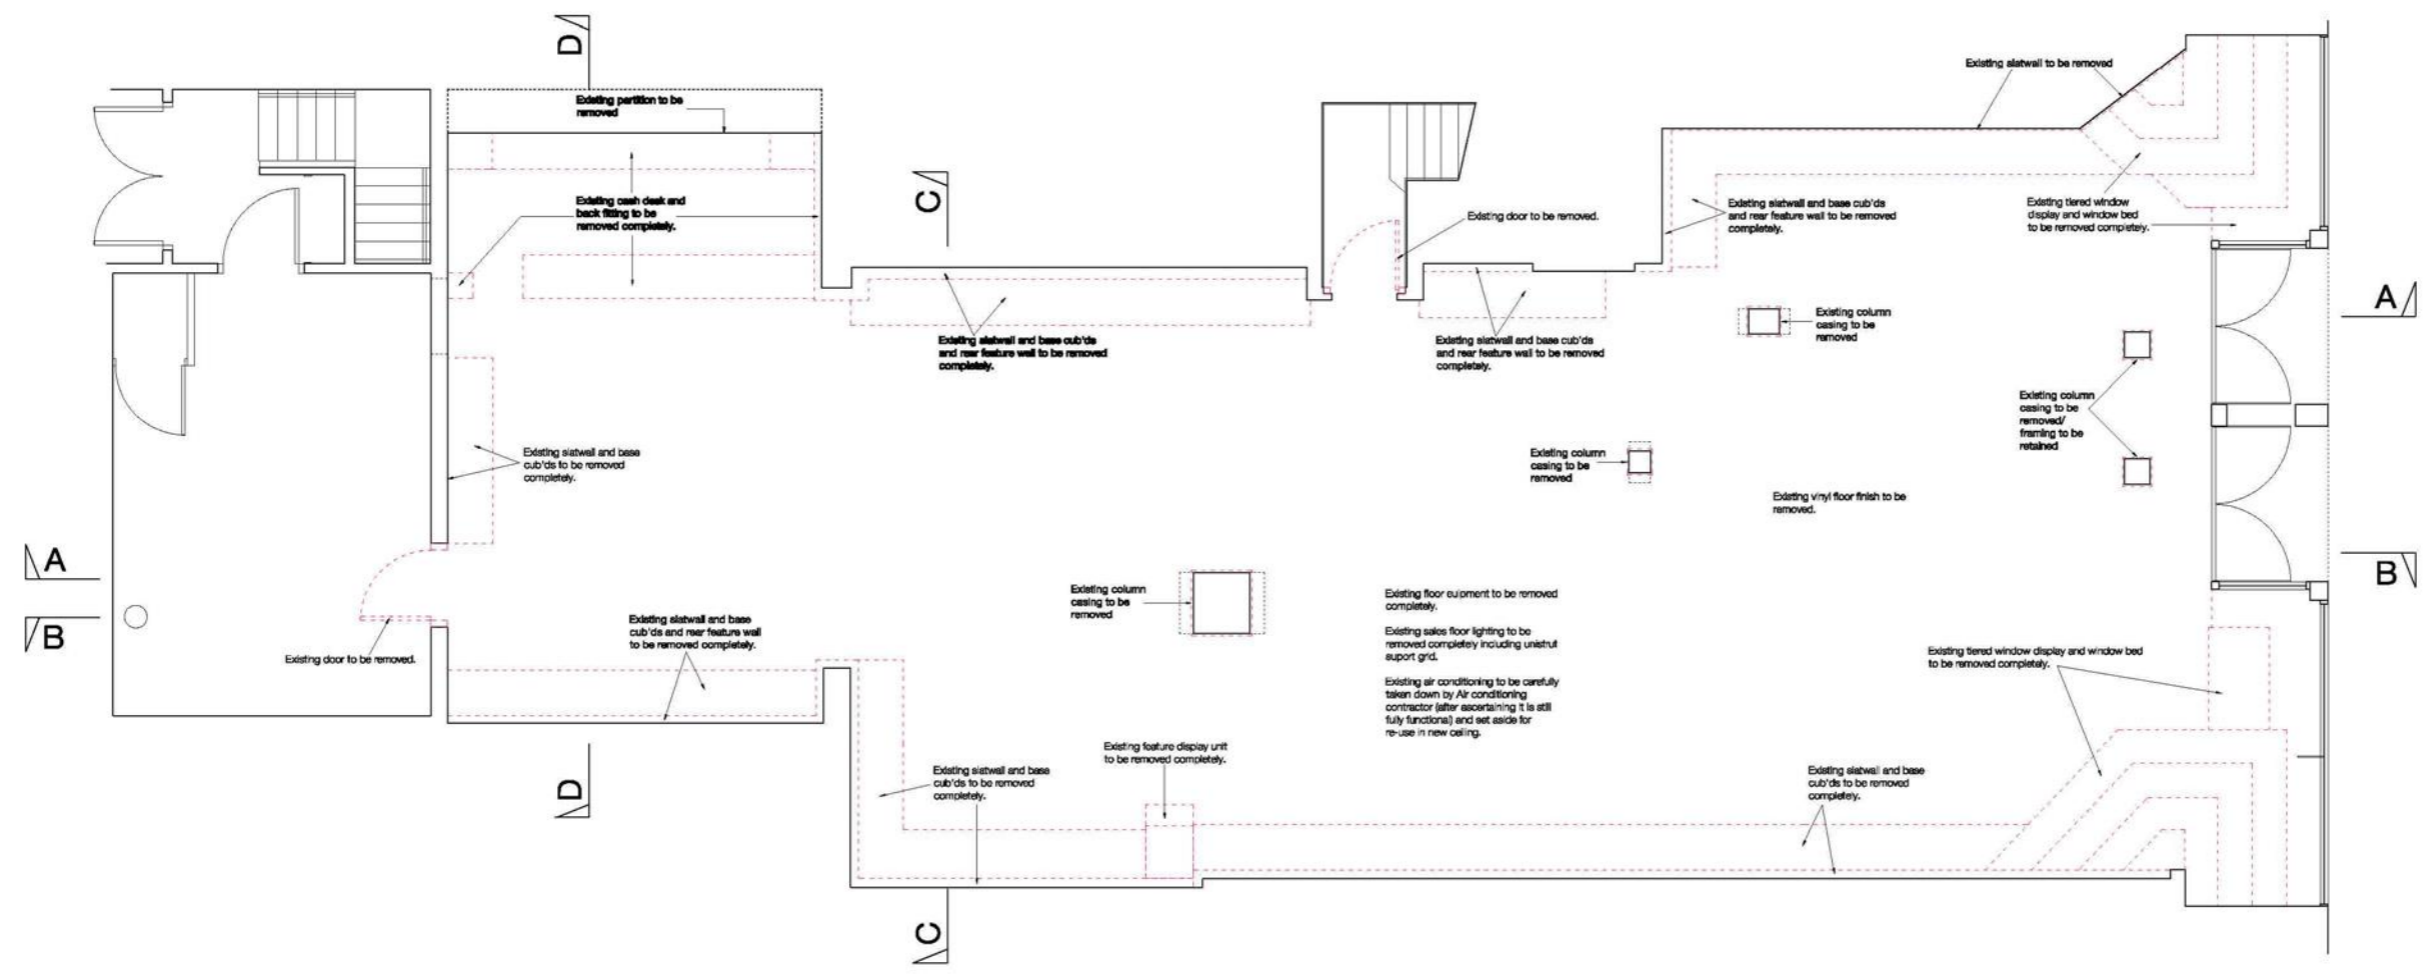 D
Existing slatwall to be removed
Existing partition to be
removed
C
Existing cash desk and
back fitting to be
removed completely.
Existing door to be removed.
Existing slatwall and base cub'ds
and rear feature wall to be removed
completely.
Existing tiered window
display and window bed
to be removed completely.
A
Existing column
casing to be
removed
Existing slatwall and base cub'ds
and rear feature wall to be removed
completely.
Existing slatwall and base cub'ds
and rear feature wall to be removed
completely.
Existing column
casing to be
removed/
framing to be
retained
Existing slatwall and base
cub'ds to be removed
completely.
Existing column
casing to be
removed
Existing vinyl floor finish to be
removed.
A
B
B
Existing column
casing to be
removed
Existing floor euipment to be removed
completely.
Existing sales floor lighting to be
removed completely including unistrut
suport grid.
Existing air conditioning to be carefully
taken down by Air conditioning
contractor (after ascertaining it is still
fully functional) and set aside for
re-use in new ceiling.
Existing slatwall and base
cub'ds and rear feature wall
to be removed completely.
Existing door to be removed.
Existing tiered window display and window bed
to be removed completely.
D
Existing feature display unit
to be removed completely.
Existing slatwall and base
cub'ds to be removed
completely.
Existing slatwall and base
cub'ds to be removed
completely.
C